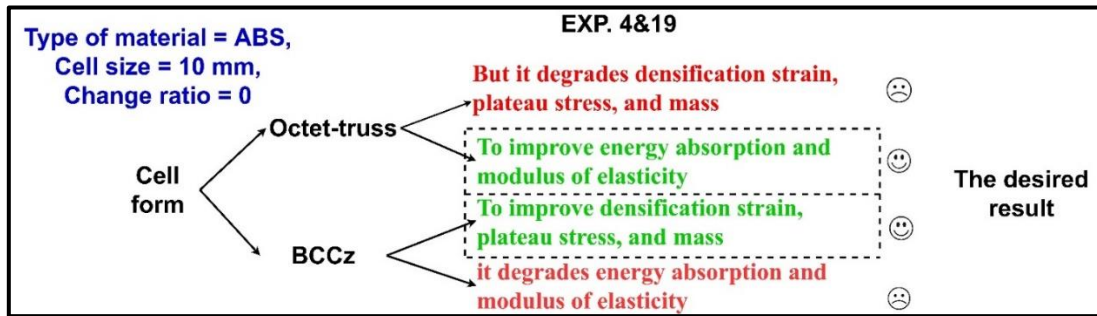 EXP. 4&19
Type of material = ABS,
Cell size = 10 mm,
Change ratio = 0
Cell
form
Octet-truss
But it degrades densification strain,
plateau stress, and mass
To improve energy absorption and
modulus of elasticity
BCCz
To improve densification strain,
plateau stress, and mass
it degrades energy absorption and
modulus of elasticity
The desired
result